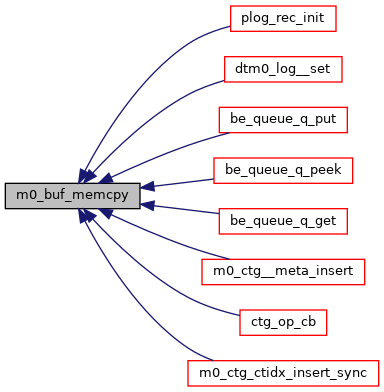 plog_rec_init
dtm0_log__set
be_queue_q_put
be_queue_q_peek
m0_buf_memcpy
be_queue_q_get
m0_ctg__meta_insert
ctg_op_cb
m0_ctg_ctidx_insert_sync